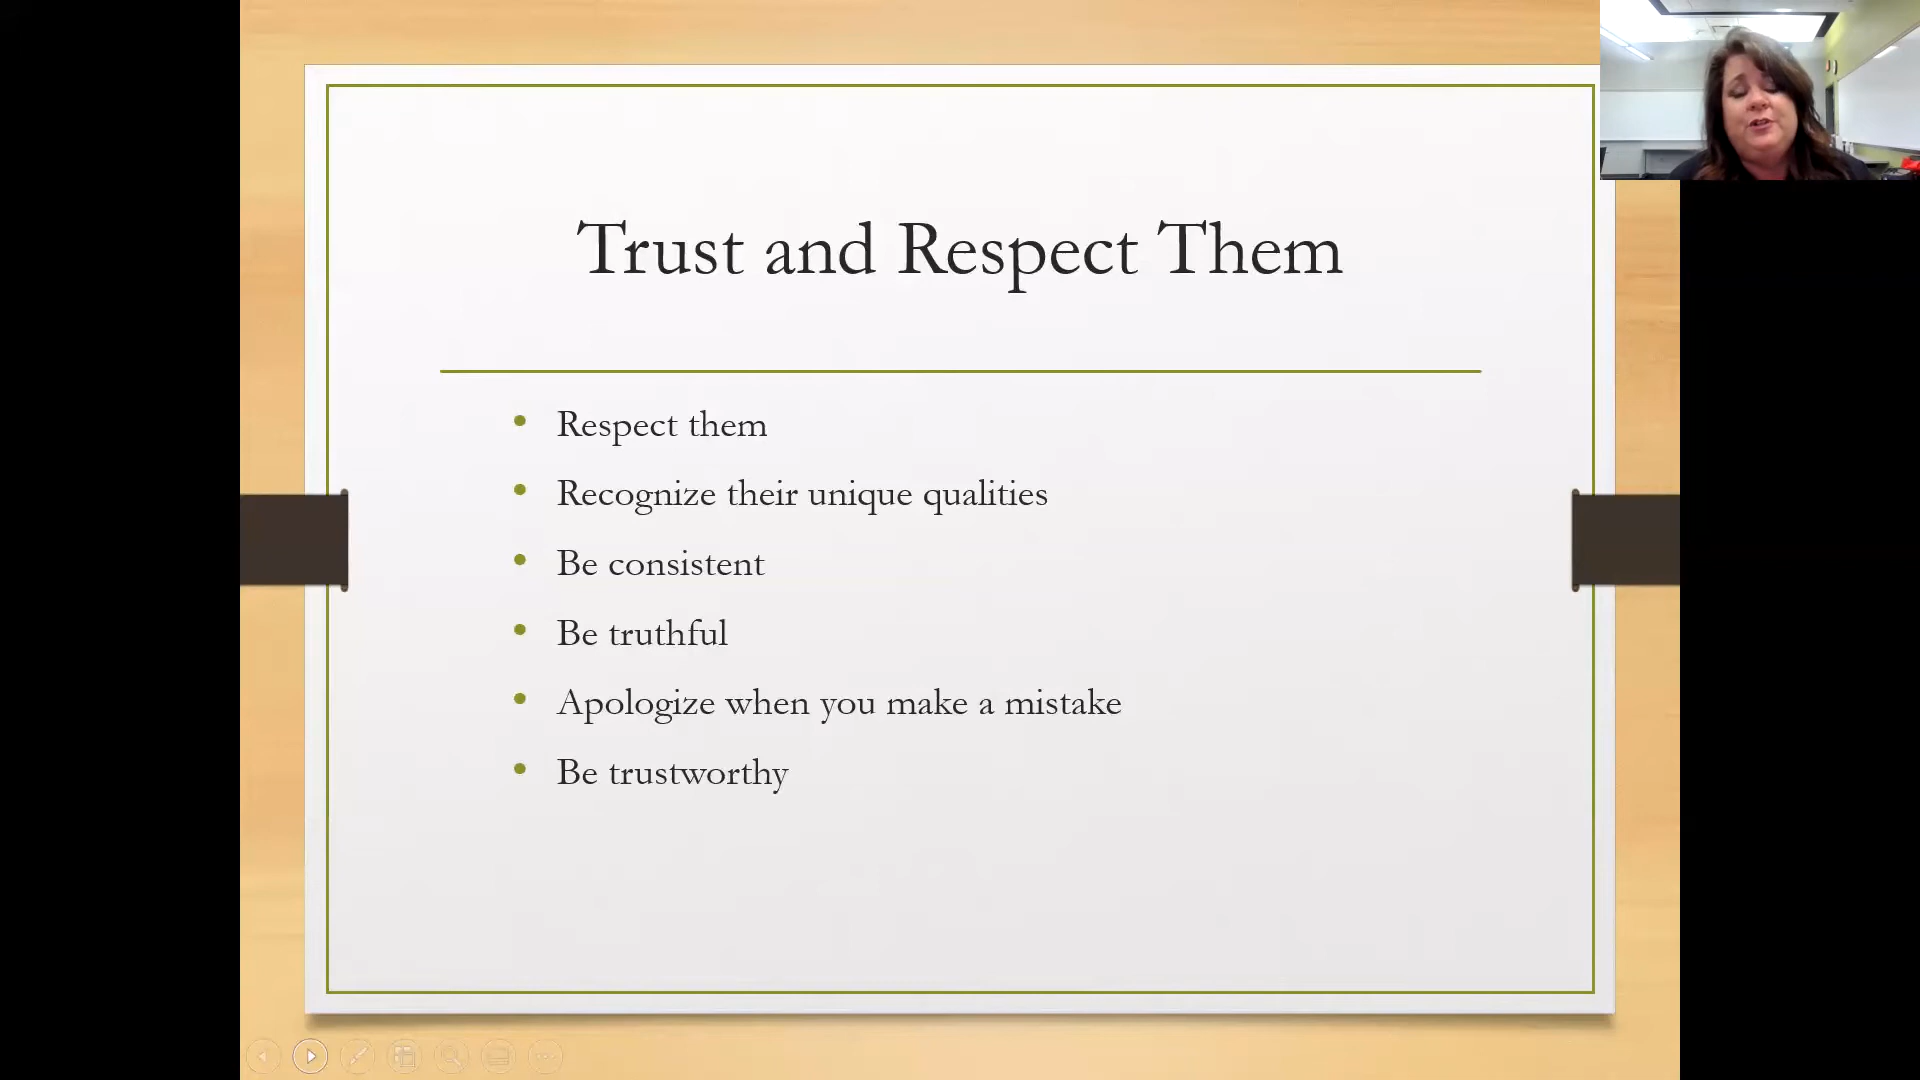 Trust and Respect Them
Respect them
Recognize their unique qualities
Be consistent
Be truthful
Apologize when you make a mistake
Be trustworthy